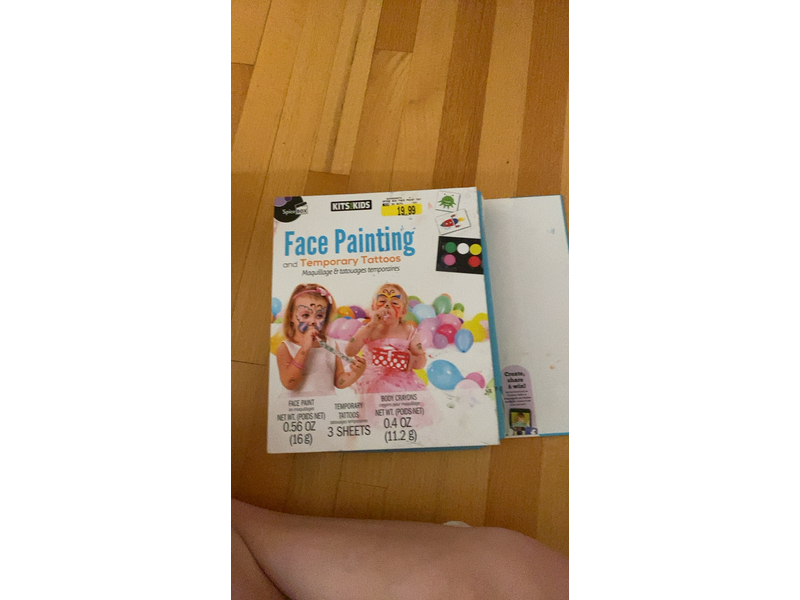 SpiceBOX
KITS4KIDS
19.99
Face Painting
and Temporary Tattoos
Maquillage & tatouages temporaires
FACE PAINT
NET WT. (POIDS NET)
0.56 OZ
(16 g)
TEMPORARY
TATTOOS
3 SHEETS
BODY CRAYONS
NET WT. (POIDS NET)
0.4 OZ
(11.2 g)
Create,
share
& win!